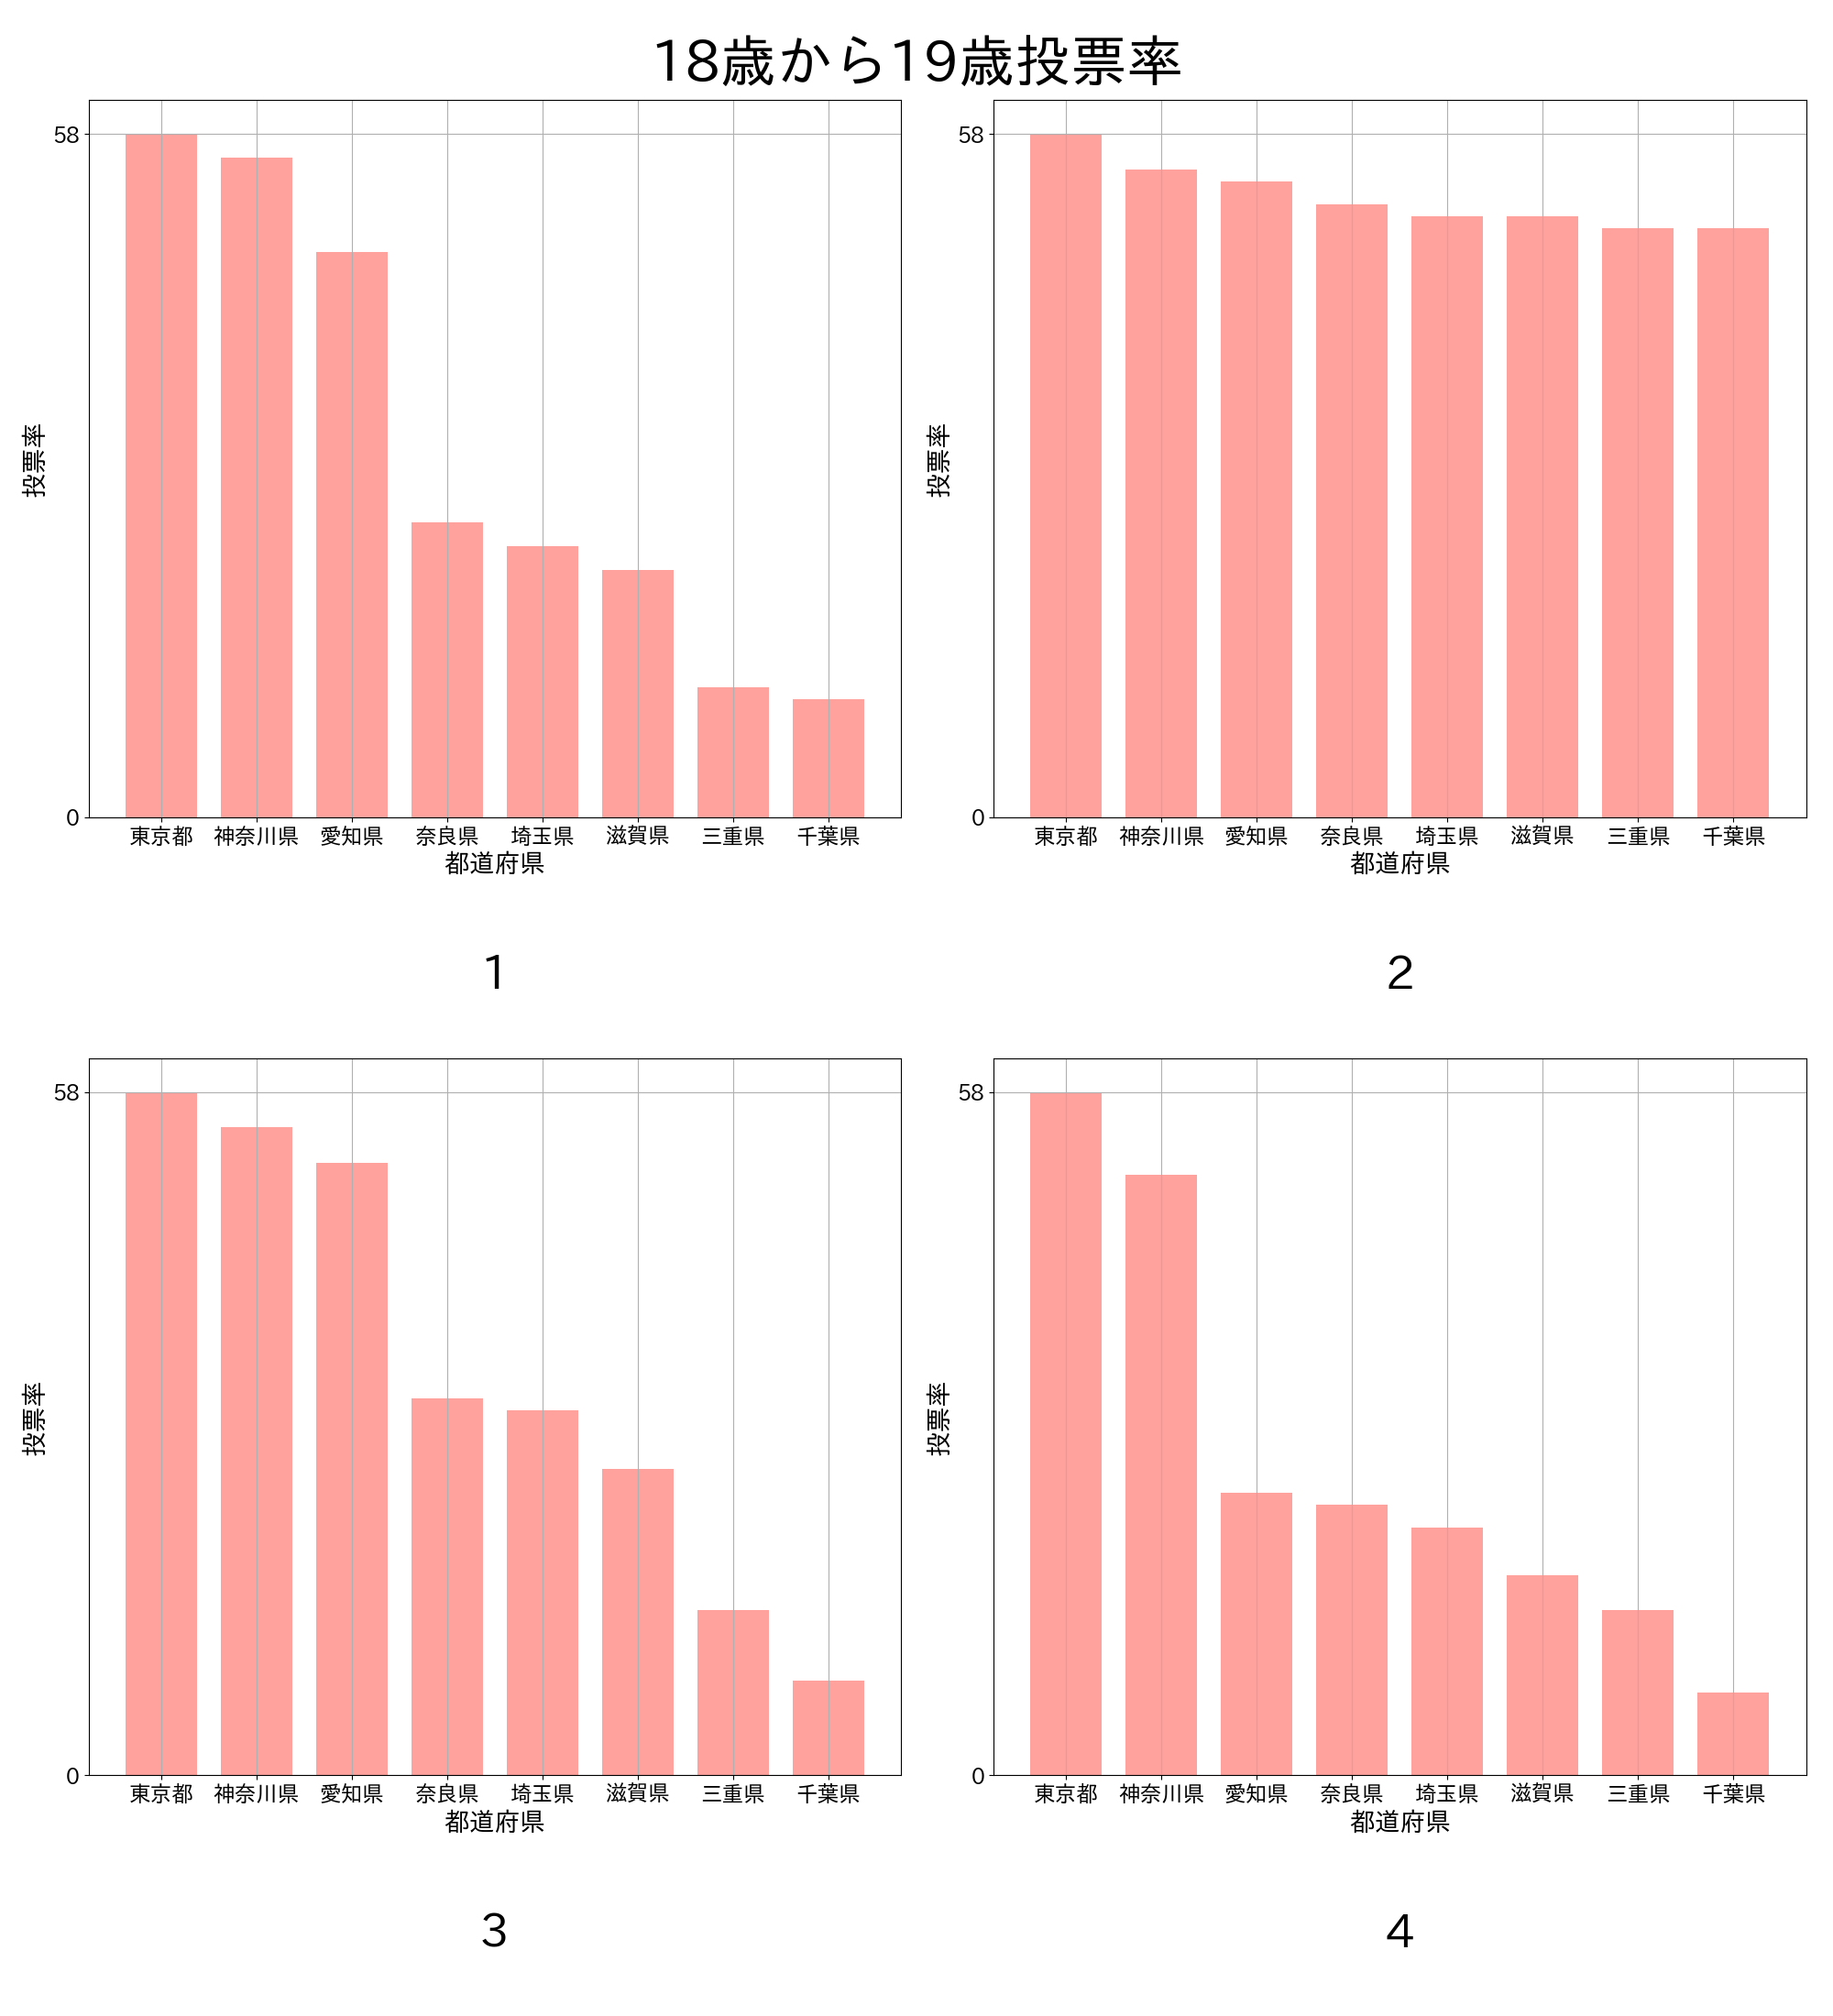 18歳から19歳投票率
58
0
投票率
東京都 神奈川県 愛知県 奈良県 埼玉県 滋賀県 三重県 千葉県
都道府県
1
58
0
投票率
東京都 神奈川県 愛知県 奈良県 埼玉県 滋賀県 三重県 千葉県
都道府県
2
58
0
投票率
東京都 神奈川県 愛知県 奈良県 埼玉県 滋賀県 三重県 千葉県
都道府県
3
58
0
投票率
東京都 神奈川県 愛知県 奈良県 埼玉県 滋賀県 三重県 千葉県
都道府県
4